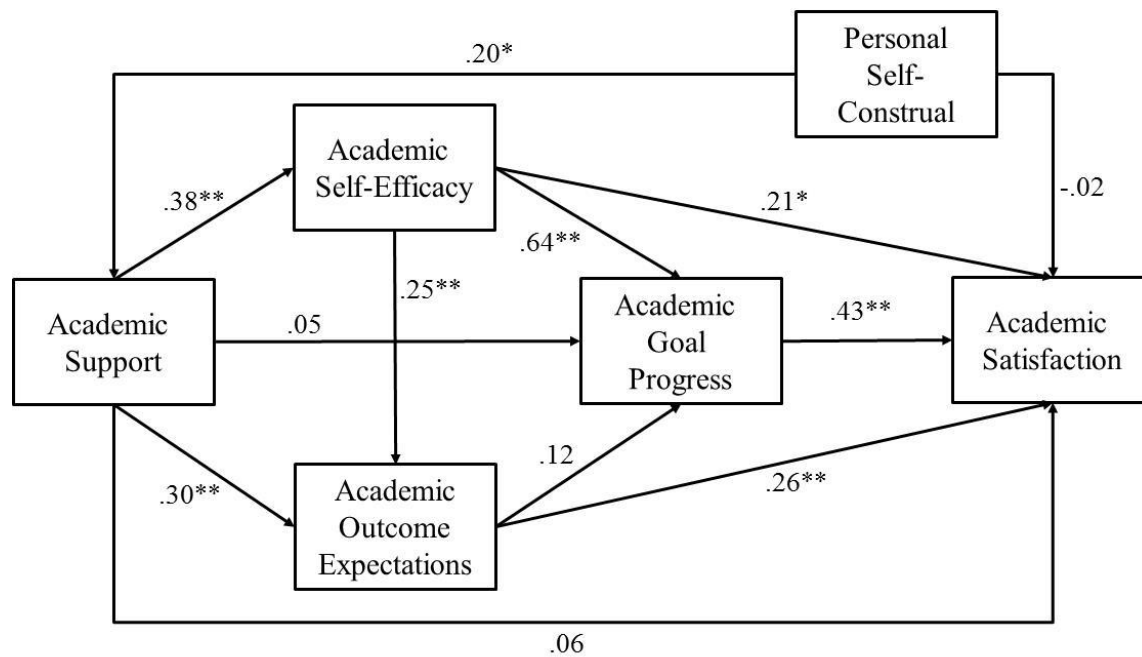 Personal
Self-
Construal
.20*
Academic
Self-Efficacy
.38**
.21*
-.02
.64**
.25**
Academic
Support
.05
Academic
Goal
Progress
.43**
Academic
Satisfaction
.12
.30**
Academic
Outcome
Expectations
.26**
.06